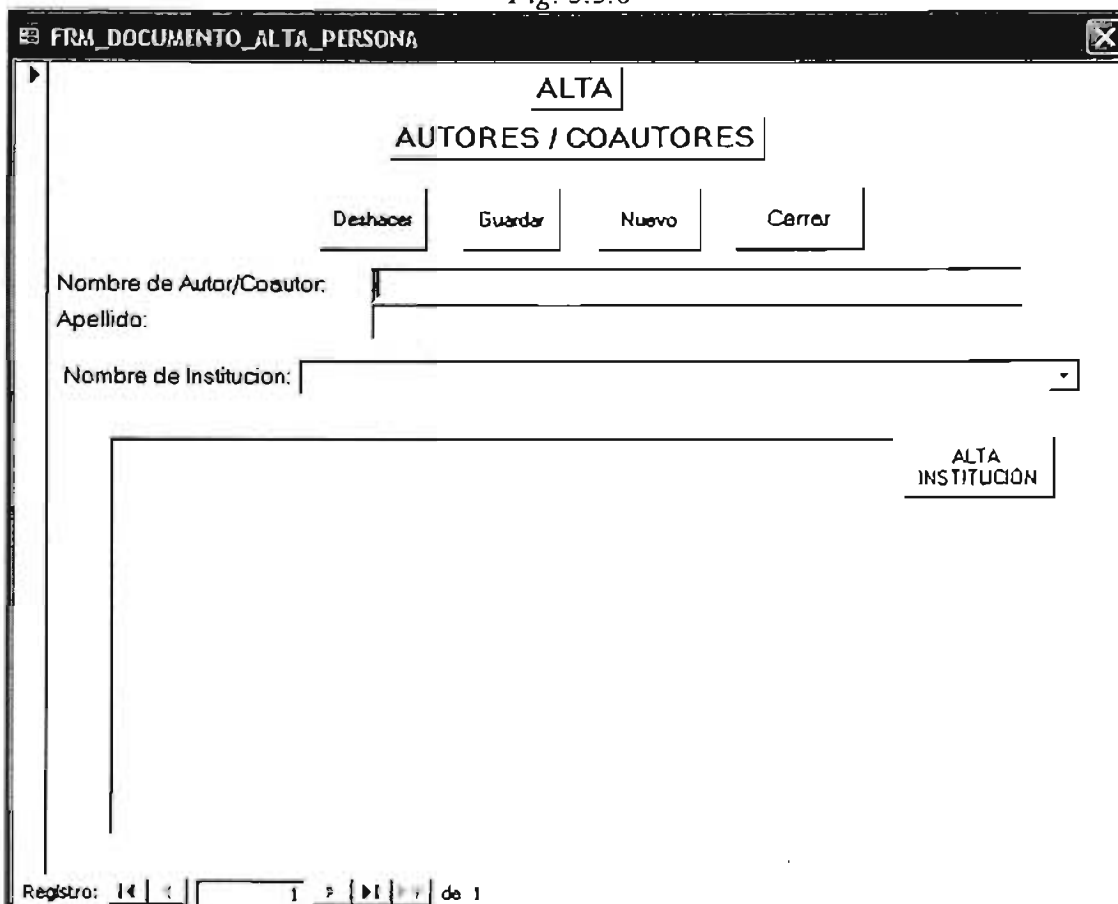 FRM_DOCUMENTO_ALTA_PERSONA
ALTA
AUTORES / COAUTORES
Deshacer Guardar Nuevo Cerrar
Nombre de Autor/Coautor:
Apellido:
Nombre de Institucion:
ALTA
INSTITUCION
Registro: 1 de 1